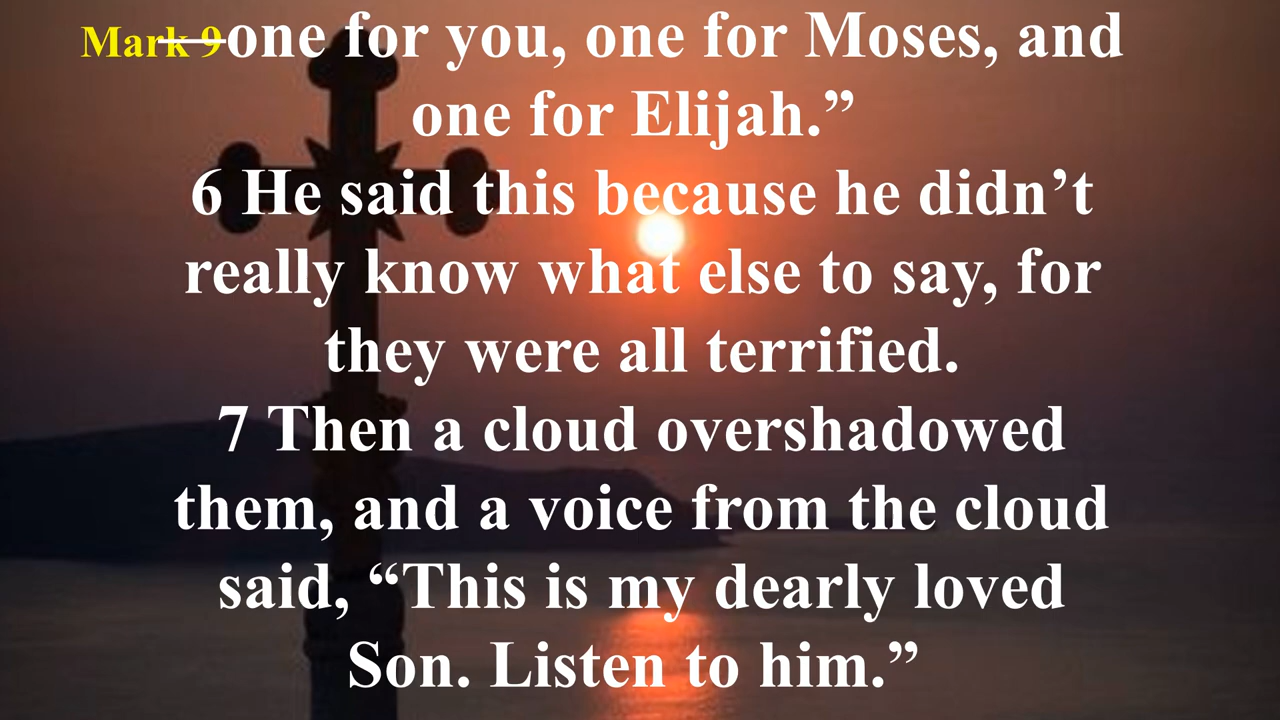 Mark 9—one for you, one for Moses, and
one for Elijah.”
6 He said this because he didn’t
really know what else to say, for
they were all terrified.
7 Then a cloud overshadowed
them, and a voice from the cloud
said, “This is my dearly loved
Son. Listen to him.”